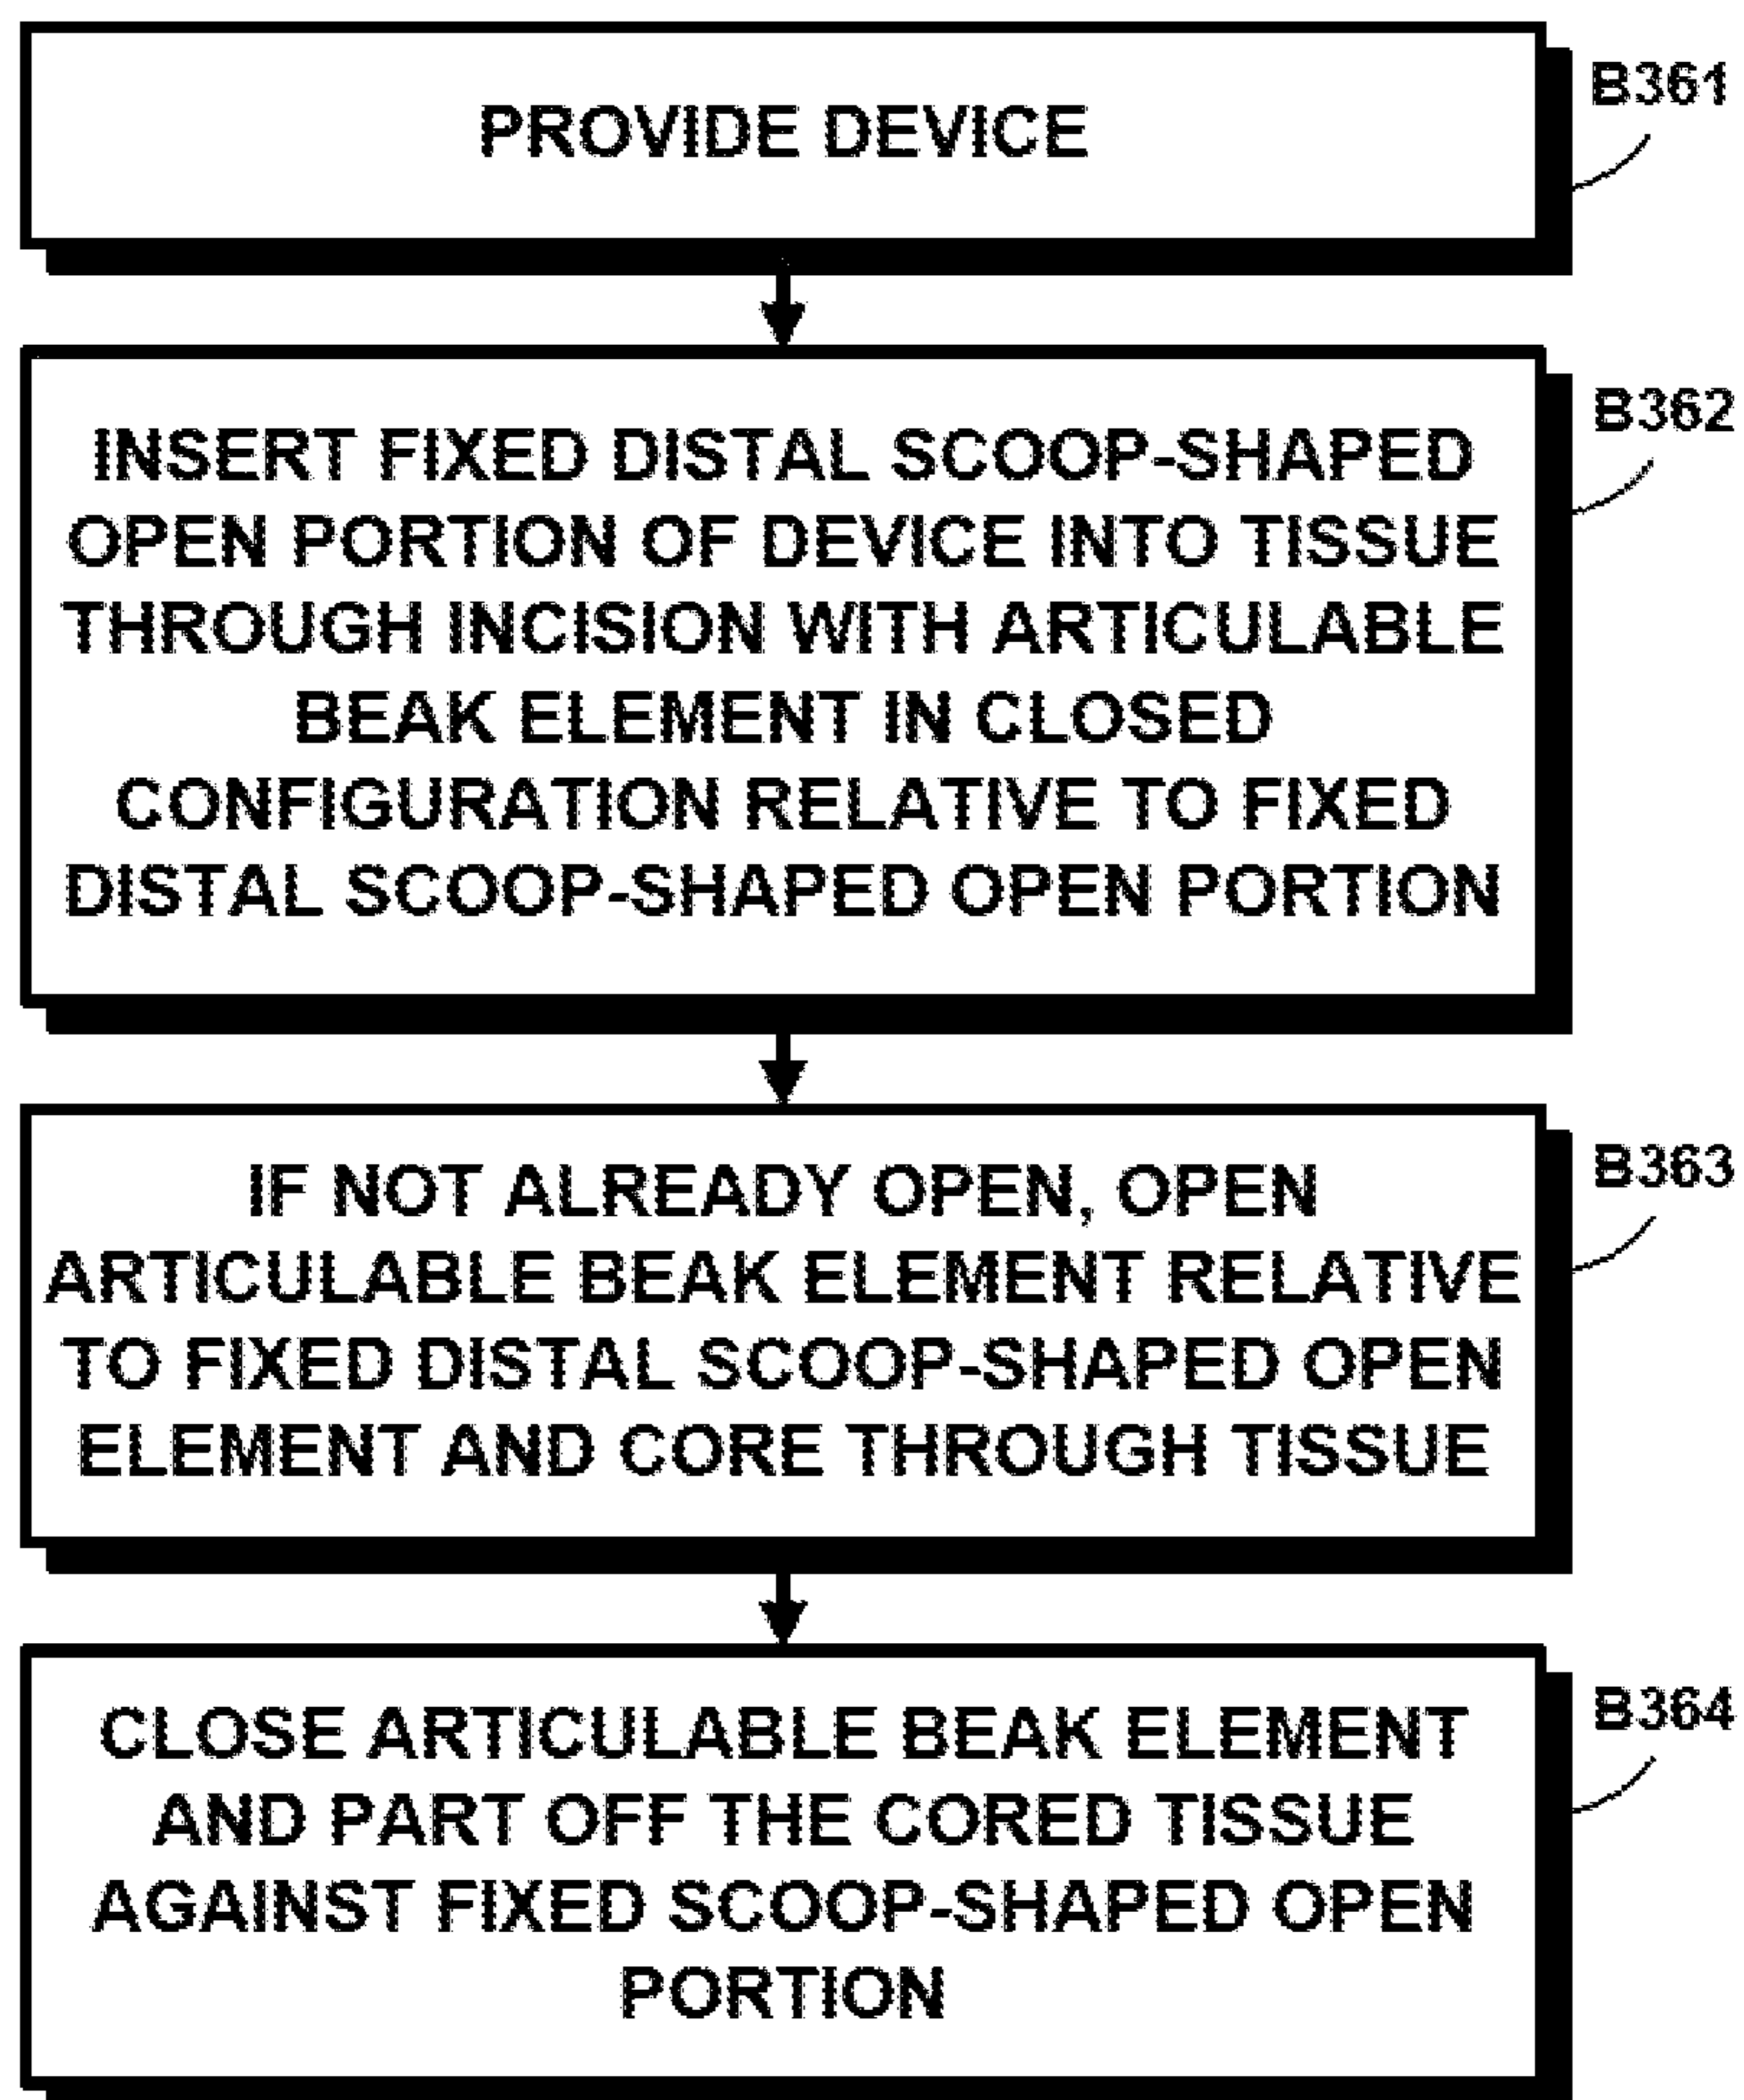 PROVIDE DEVICE
B361
INSERT FIXED DISTAL SCOOP-SHAPED
OPEN PORTION OF DEVICE INTO TISSUE
THROUGH INCISION WITH ARTICULABLE
BEAK ELEMENT IN CLOSED
CONFIGURATION RELATIVE TO FIXED
DISTAL SCOOP-SHAPED OPEN PORTION
B362
IF NOT ALREADY OPEN, OPEN
ARTICULABLE BEAK ELEMENT RELATIVE
TO FIXED DISTAL SCOOP-SHAPED OPEN
ELEMENT AND CORE THROUGH TISSUE
B363
CLOSE ARTICULABLE BEAK ELEMENT
AND PART OFF THE CORED TISSUE
AGAINST FIXED SCOOP-SHAPED OPEN
PORTION
B364